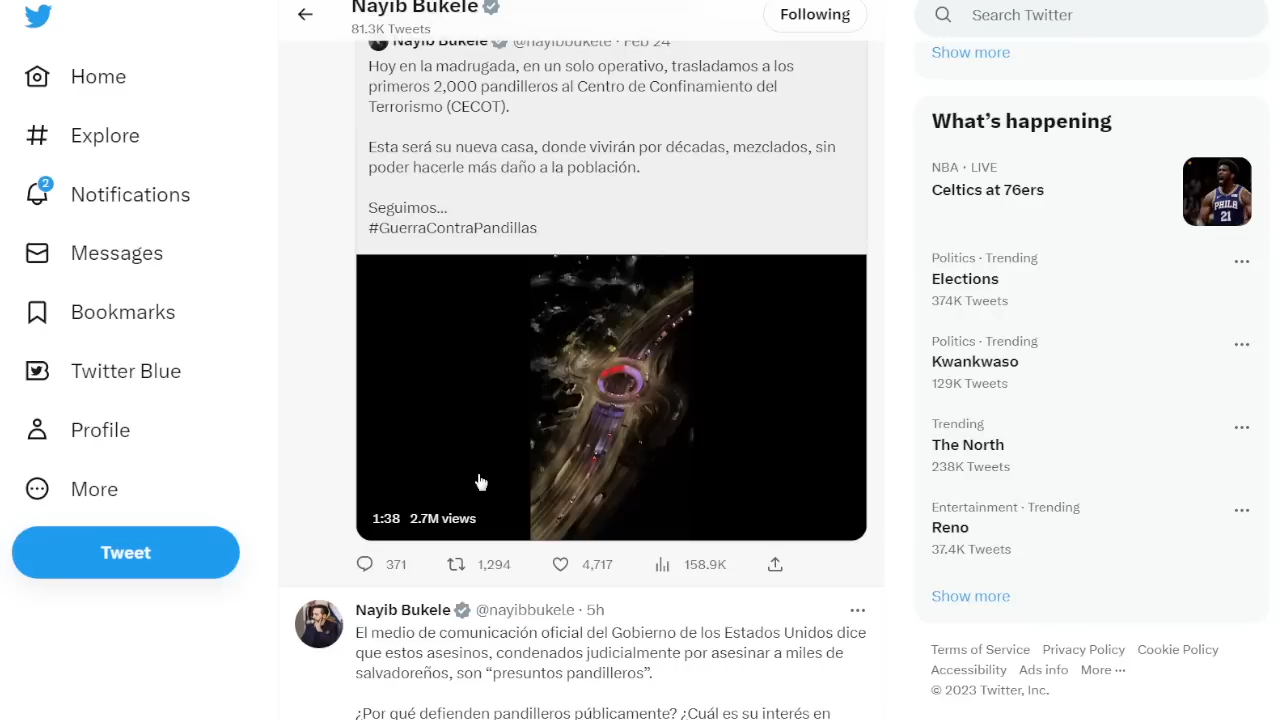 Home
Explore
2
Notifications
Messages
Bookmarks
Twitter Blue
Profile
More
Tweet
Nayib Bukele
81.3K Tweets
Following
Nayib Bukele @nayibbukele · Feb 24
Hoy en la madrugada, en un solo operativo, trasladamos a los
primeros 2,000 pandilleros al Centro de Confinamiento del
Terrorismo (CECOT).
Esta será su nueva casa, donde vivirán por décadas, mezclados, sin
poder hacerle más daño a la población.
Seguimos...
#GuerraContraPandillas
1:38 2.7M views
371 1,294 4,717 158.9K
Nayib Bukele @nayibbukele · 5h
El medio de comunicación oficial del Gobierno de los Estados Unidos dice
que estos asesinos, condenados judicialmente por asesinar a miles de
salvadoreños, son “presuntos pandilleros”.
¿Por qué defienden pandilleros públicamente? ¿Cuál es su interés en
Search Twitter
Show more
What’s happening
NBA · LIVE
Celtics at 76ers
PHILA
21
Politics · Trending
Elections
374K Tweets
Politics · Trending
Kwankwaso
129K Tweets
Trending
The North
238K Tweets
Entertainment · Trending
Reno
37.4K Tweets
Show more
Terms of Service Privacy Policy Cookie Policy
Accessibility Ads info More ···
© 2023 Twitter, Inc.